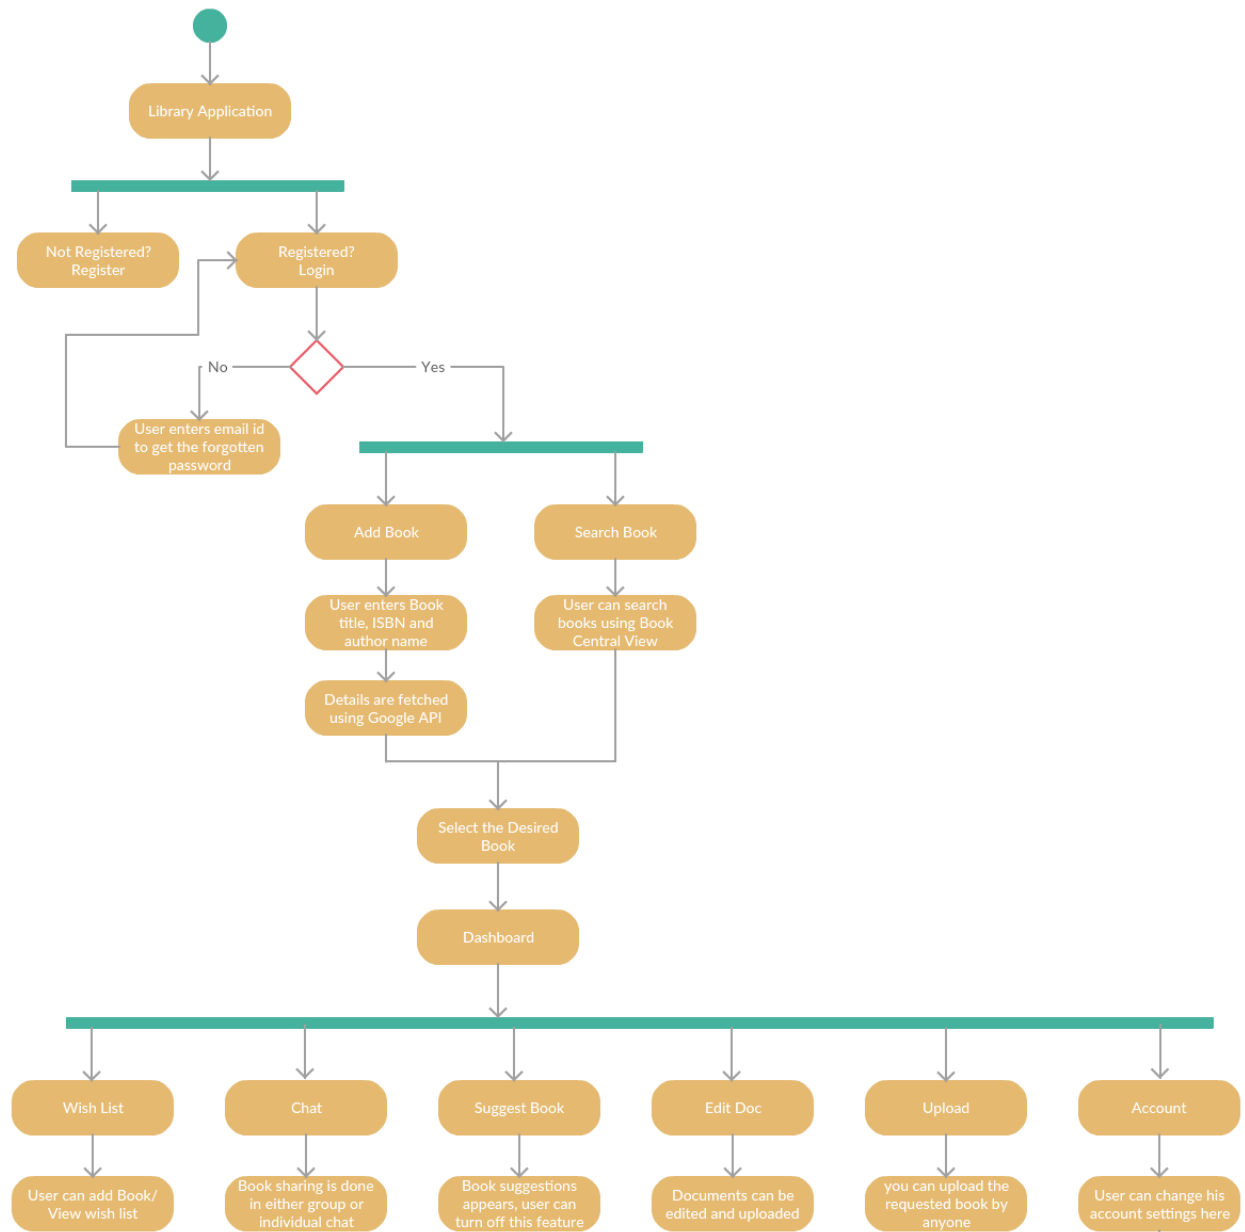 Library Application
Not Registered?
Register
Registered?
Login
No
Yes
User enters email id
to get the forgotten
password
Add Book
Search Book
User enters Book
title, ISBN and
author name
User can search
books using Book
Central View
Details are fetched
using Google API
Select the Desired
Book
Dashboard
Wish List
Chat
Suggest Book
Edit Doc
Upload
Account
User can add Book/
View wish list
Book sharing is done
in either group or
individual chat
Book suggestions
appears, user can
turn off this feature
Documents can be
edited and uploaded
you can upload the
requested book by
anyone
User can change his
account settings here